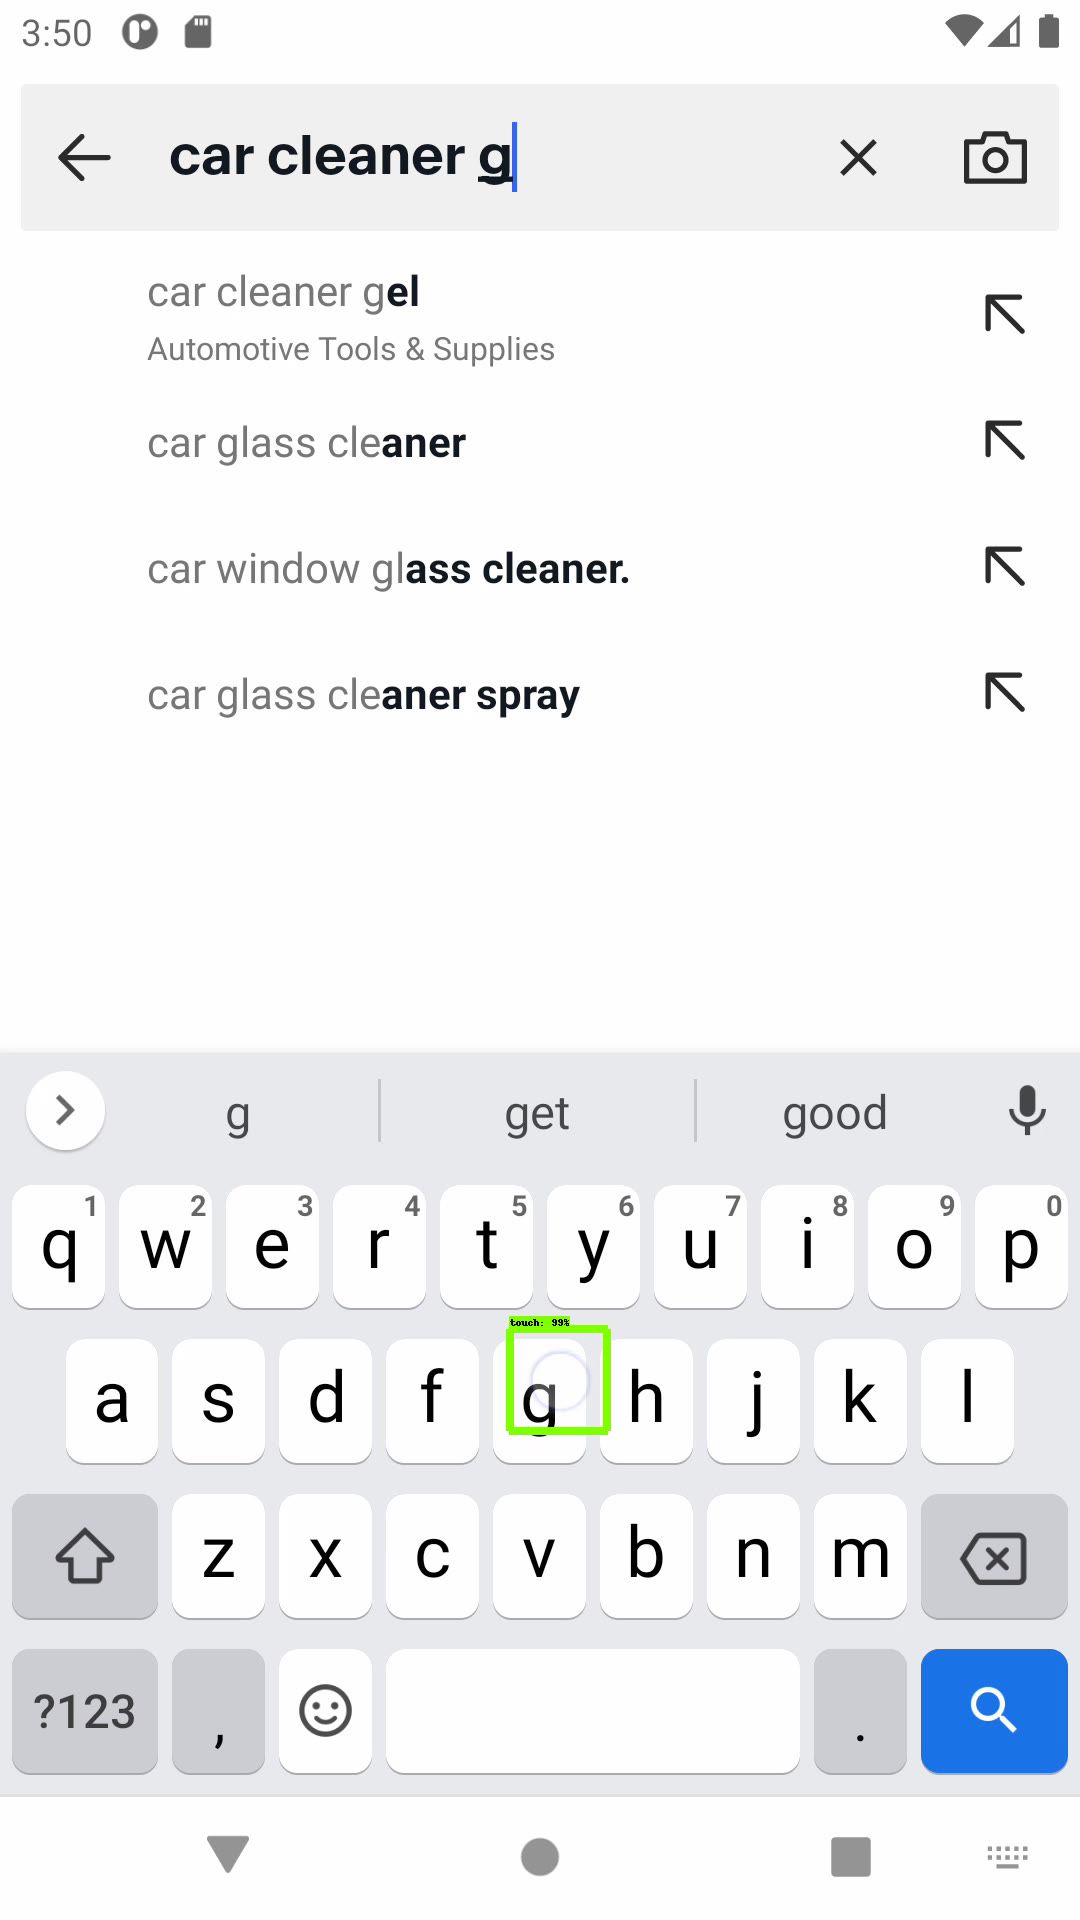 3:50
car cleaner g
car cleaner gel
Automotive Tools & Supplies
car glass cleaner
car window glass cleaner.
car glass cleaner spray
g get good
1 2 3 4 5 6 7 8 9 0
q w e r t y u i o p
touch: 99%
a s d f g h j k l
z x c v b n m
?123 , .